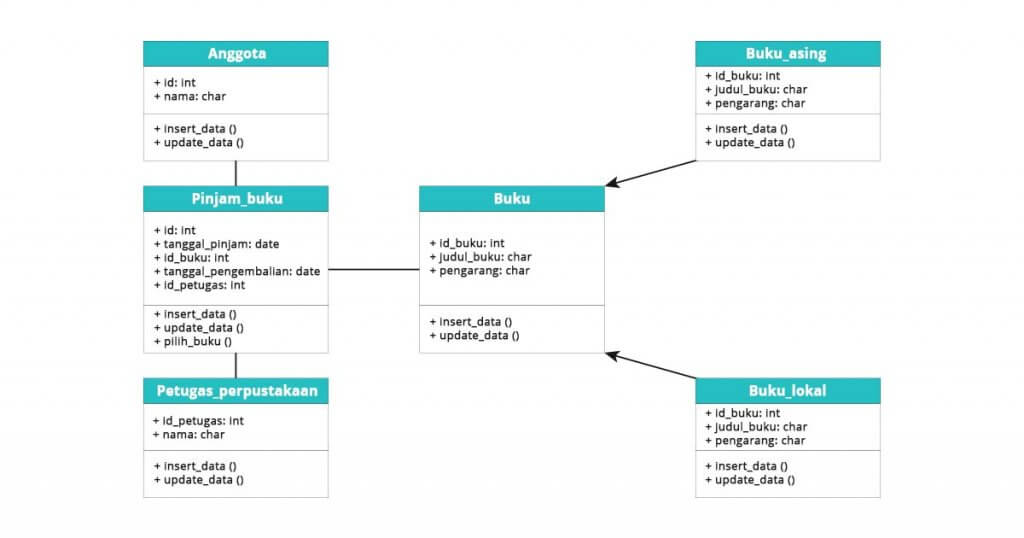 Anggota
+ id: int
+ nama: char
+ insert_data ()
+ update_data ()
Pinjam_buku
+ id: int
+ tanggal_pinjam: date
+ id_buku: int
+ tanggal_pengembalian: date
+ id_petugas: int
+ insert_data ()
+ update_data ()
+ pilih_buku ()
Petugas_perpustakaan
+ id_petugas: int
+ nama: char
+ insert_data ()
+ update_data ()
Buku
+ id_buku: int
+ judul_buku: char
+ pengarang: char
+ insert_data ()
+ update_data ()
Buku_asing
+ id_buku: int
+ judul_buku: char
+ pengarang: char
+ insert_data ()
+ update_data ()
Buku_lokal
+ id_buku: int
+ judul_buku: char
+ pengarang: char
+ insert_data ()
+ update_data ()